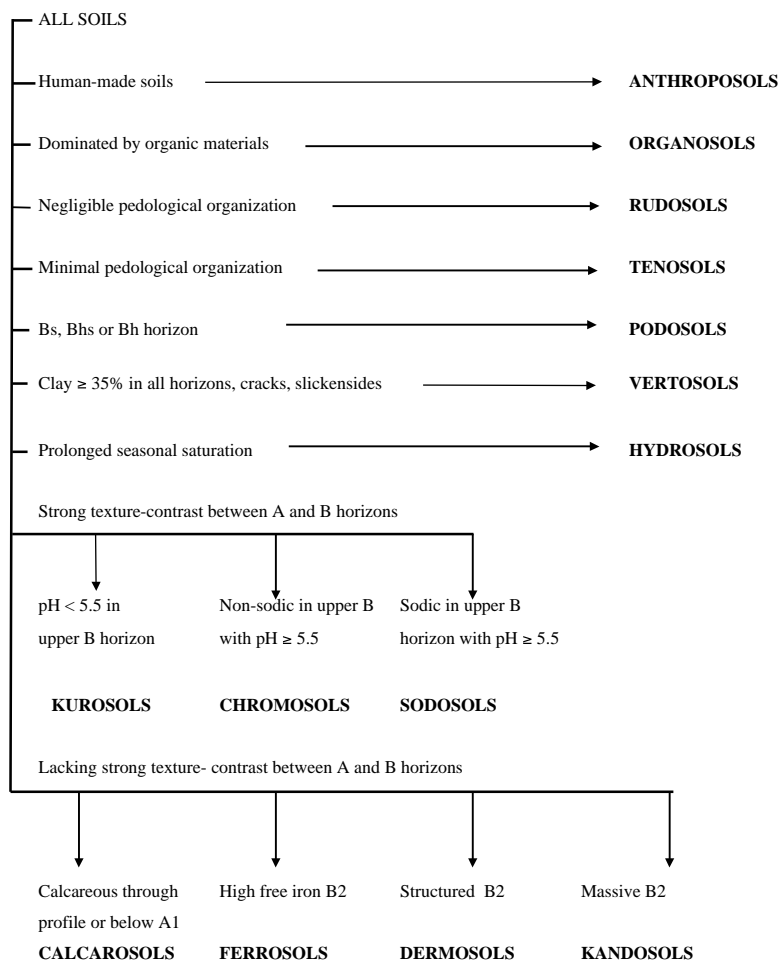 ALL SOILS
Human-made soils ANTHROPOSOLS
Dominated by organic materials ORGANOSOLS
Negligible pedological organization RUDOSOLS
Minimal pedological organization TENOSOLS
Bs, Bhs or Bh horizon PODOSOLS
Clay ≥ 35% in all horizons, cracks, slickensides VERTOSOLS
Prolonged seasonal saturation HYDROSOLS
Strong texture-contrast between A and B horizons
pH < 5.5 in
upper B horizon
KUROSOLS
Non-sodic in upper B
with pH ≥ 5.5
CHROMOSOLS
Sodic in upper B
horizon with pH ≥ 5.5
SODOSOLS
Lacking strong texture- contrast between A and B horizons
Calcareous through
profile or below A1
CALCAROSOLS
High free iron B2
FERROSOLS
Structured B2
DERMOSOLS
Massive B2
KANDOSOLS